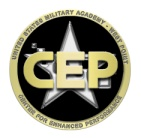 UNITED STATES MILITARY ACADEMY - WEST POINT
CEP
CENTER FOR ENHANCED PERFORMANCE